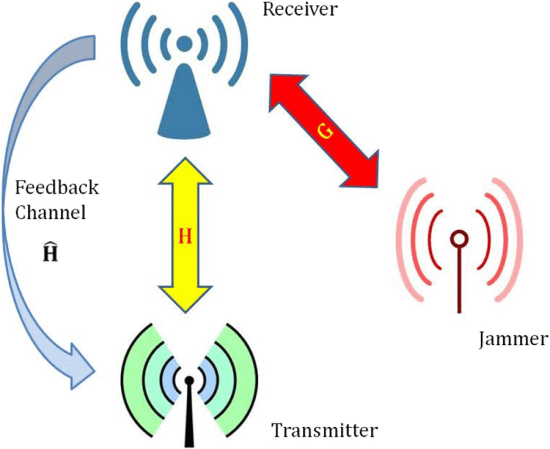 Receiver
G
Feedback
Channel
Ĥ
H
Jammer
Transmitter